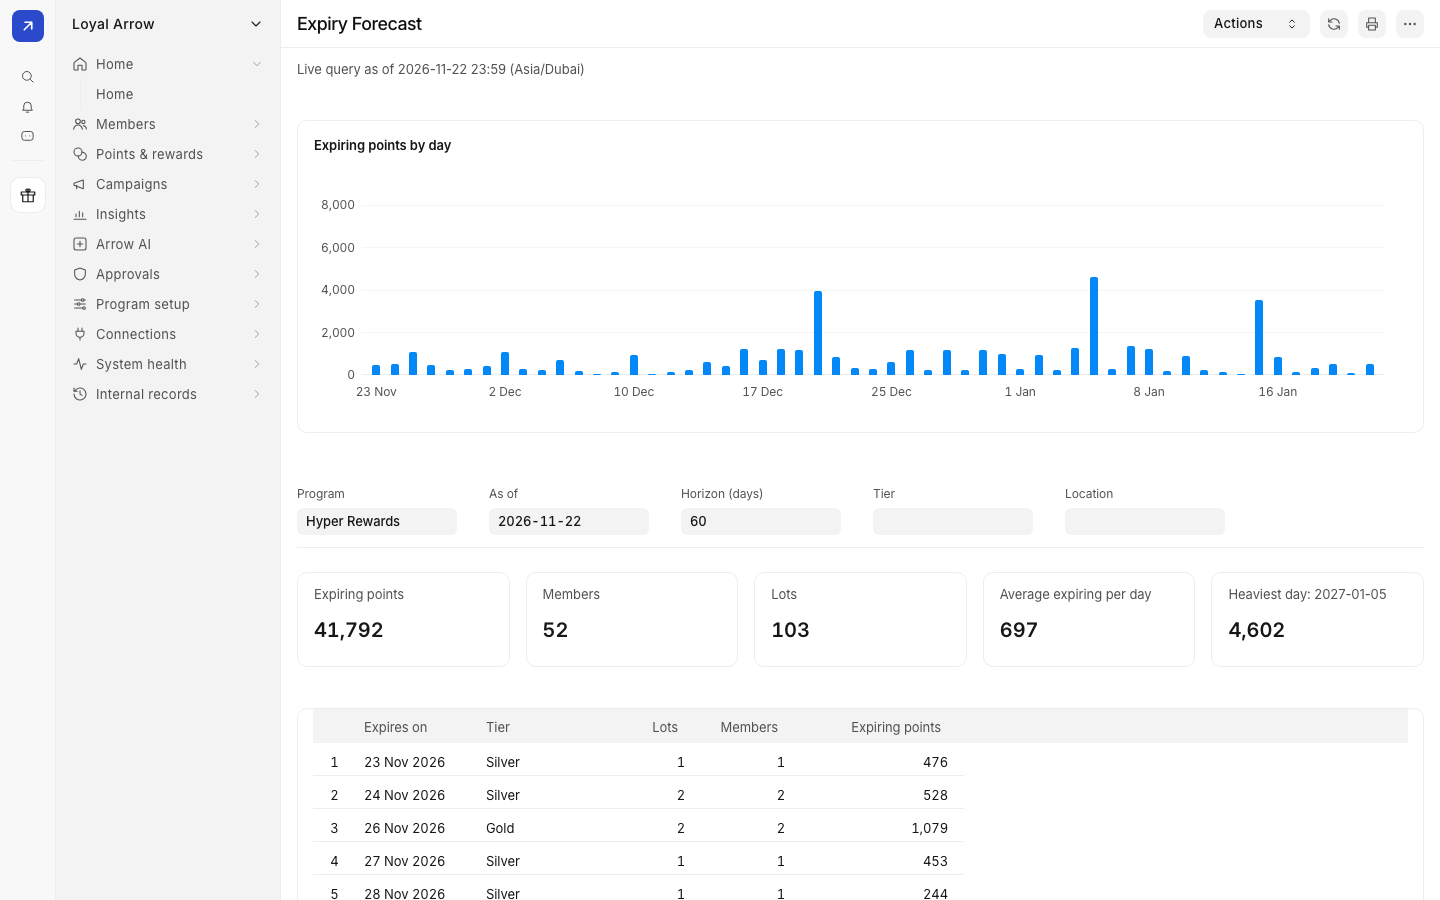 Loyal Arrow
Home
Home
Members
Points & rewards
Campaigns
Insights
Arrow AI
Approvals
Program setup
Connections
System health
Internal records
Expiry Forecast
Actions
Live query as of 2026-11-22 23:59 (Asia/Dubai)
Expiring points by day
8,000
6,000
4,000
2,000
0
23 Nov 2 Dec 10 Dec 17 Dec 25 Dec 1 Jan 8 Jan 16 Jan
Program As of Horizon (days) Tier Location
Hyper Rewards 2026-11-22 60
Expiring points Members Lots Average expiring per day Heaviest day: 2027-01-05
41,792 52 103 697 4,602
Expires on Tier Lots Members Expiring points
1 23 Nov 2026 Silver 1 1 476
2 24 Nov 2026 Silver 2 2 528
3 26 Nov 2026 Gold 2 2 1,079
4 27 Nov 2026 Silver 1 1 453
5 28 Nov 2026 Silver 1 1 244